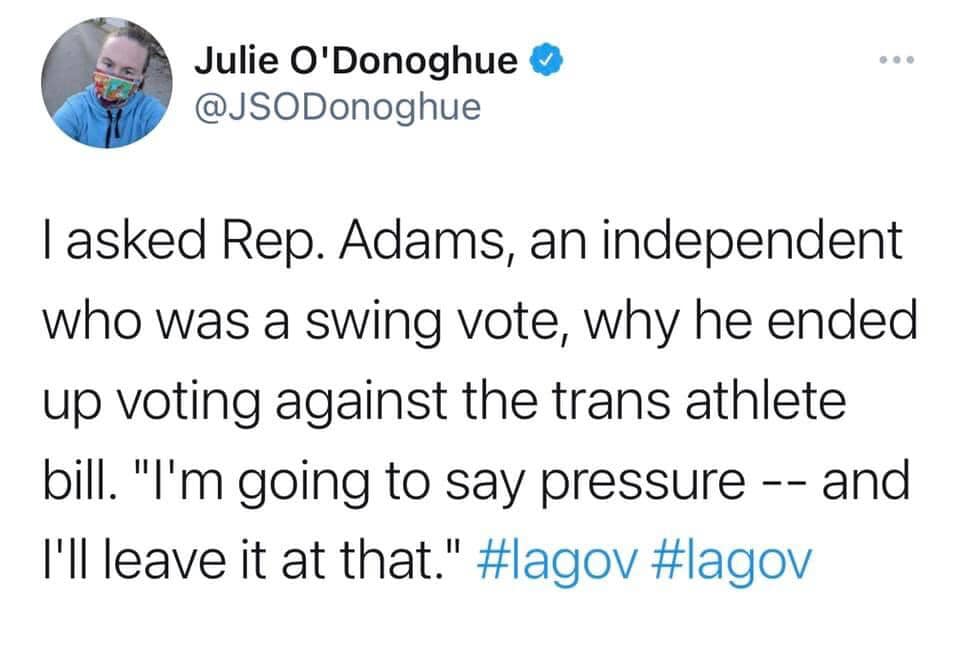 Julie O'Donoghue
@JSODonoghue
I asked Rep. Adams, an independent
who was a swing vote, why he ended
up voting against the trans athlete
bill. "I'm going to say pressure -- and
I'll leave it at that." #lagov #lagov